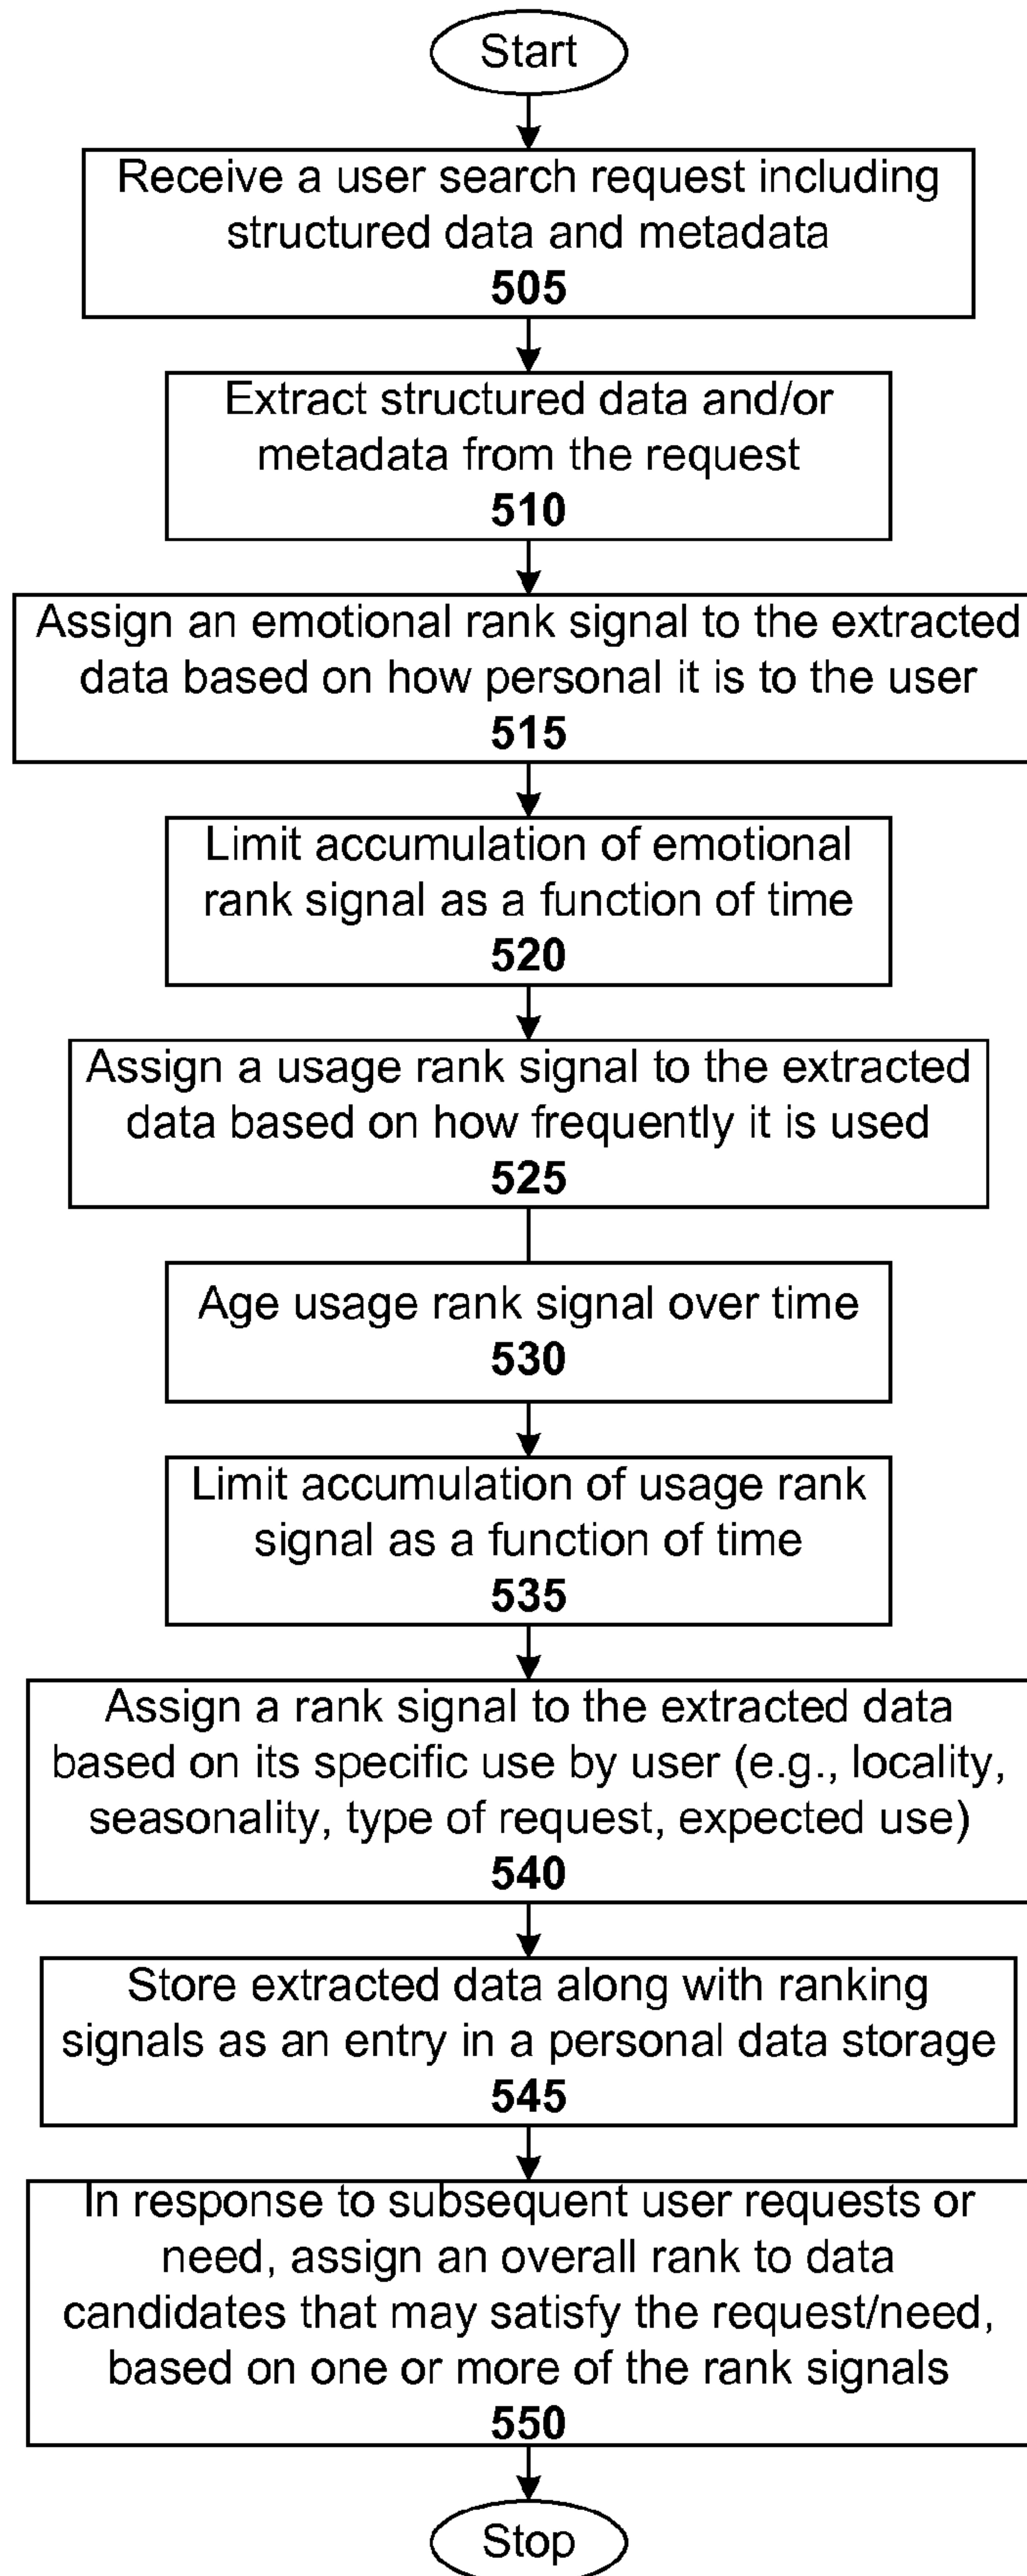 Start
Receive a user search request including
structured data and metadata
505
Extract structured data and/or
metadata from the request
510
Assign an emotional rank signal to the extracted
data based on how personal it is to the user
515
Limit accumulation of emotional
rank signal as a function of time
520
Assign a usage rank signal to the extracted
data based on how frequently it is used
525
Age usage rank signal over time
530
Limit accumulation of usage rank
signal as a function of time
535
Assign a rank signal to the extracted data
based on its specific use by user (e.g., locality,
seasonality, type of request, expected use)
540
Store extracted data along with ranking
signals as an entry in a personal data storage
545
In response to subsequent user requests or
need, assign an overall rank to data
candidates that may satisfy the request/need,
based on one or more of the rank signals
550
Stop